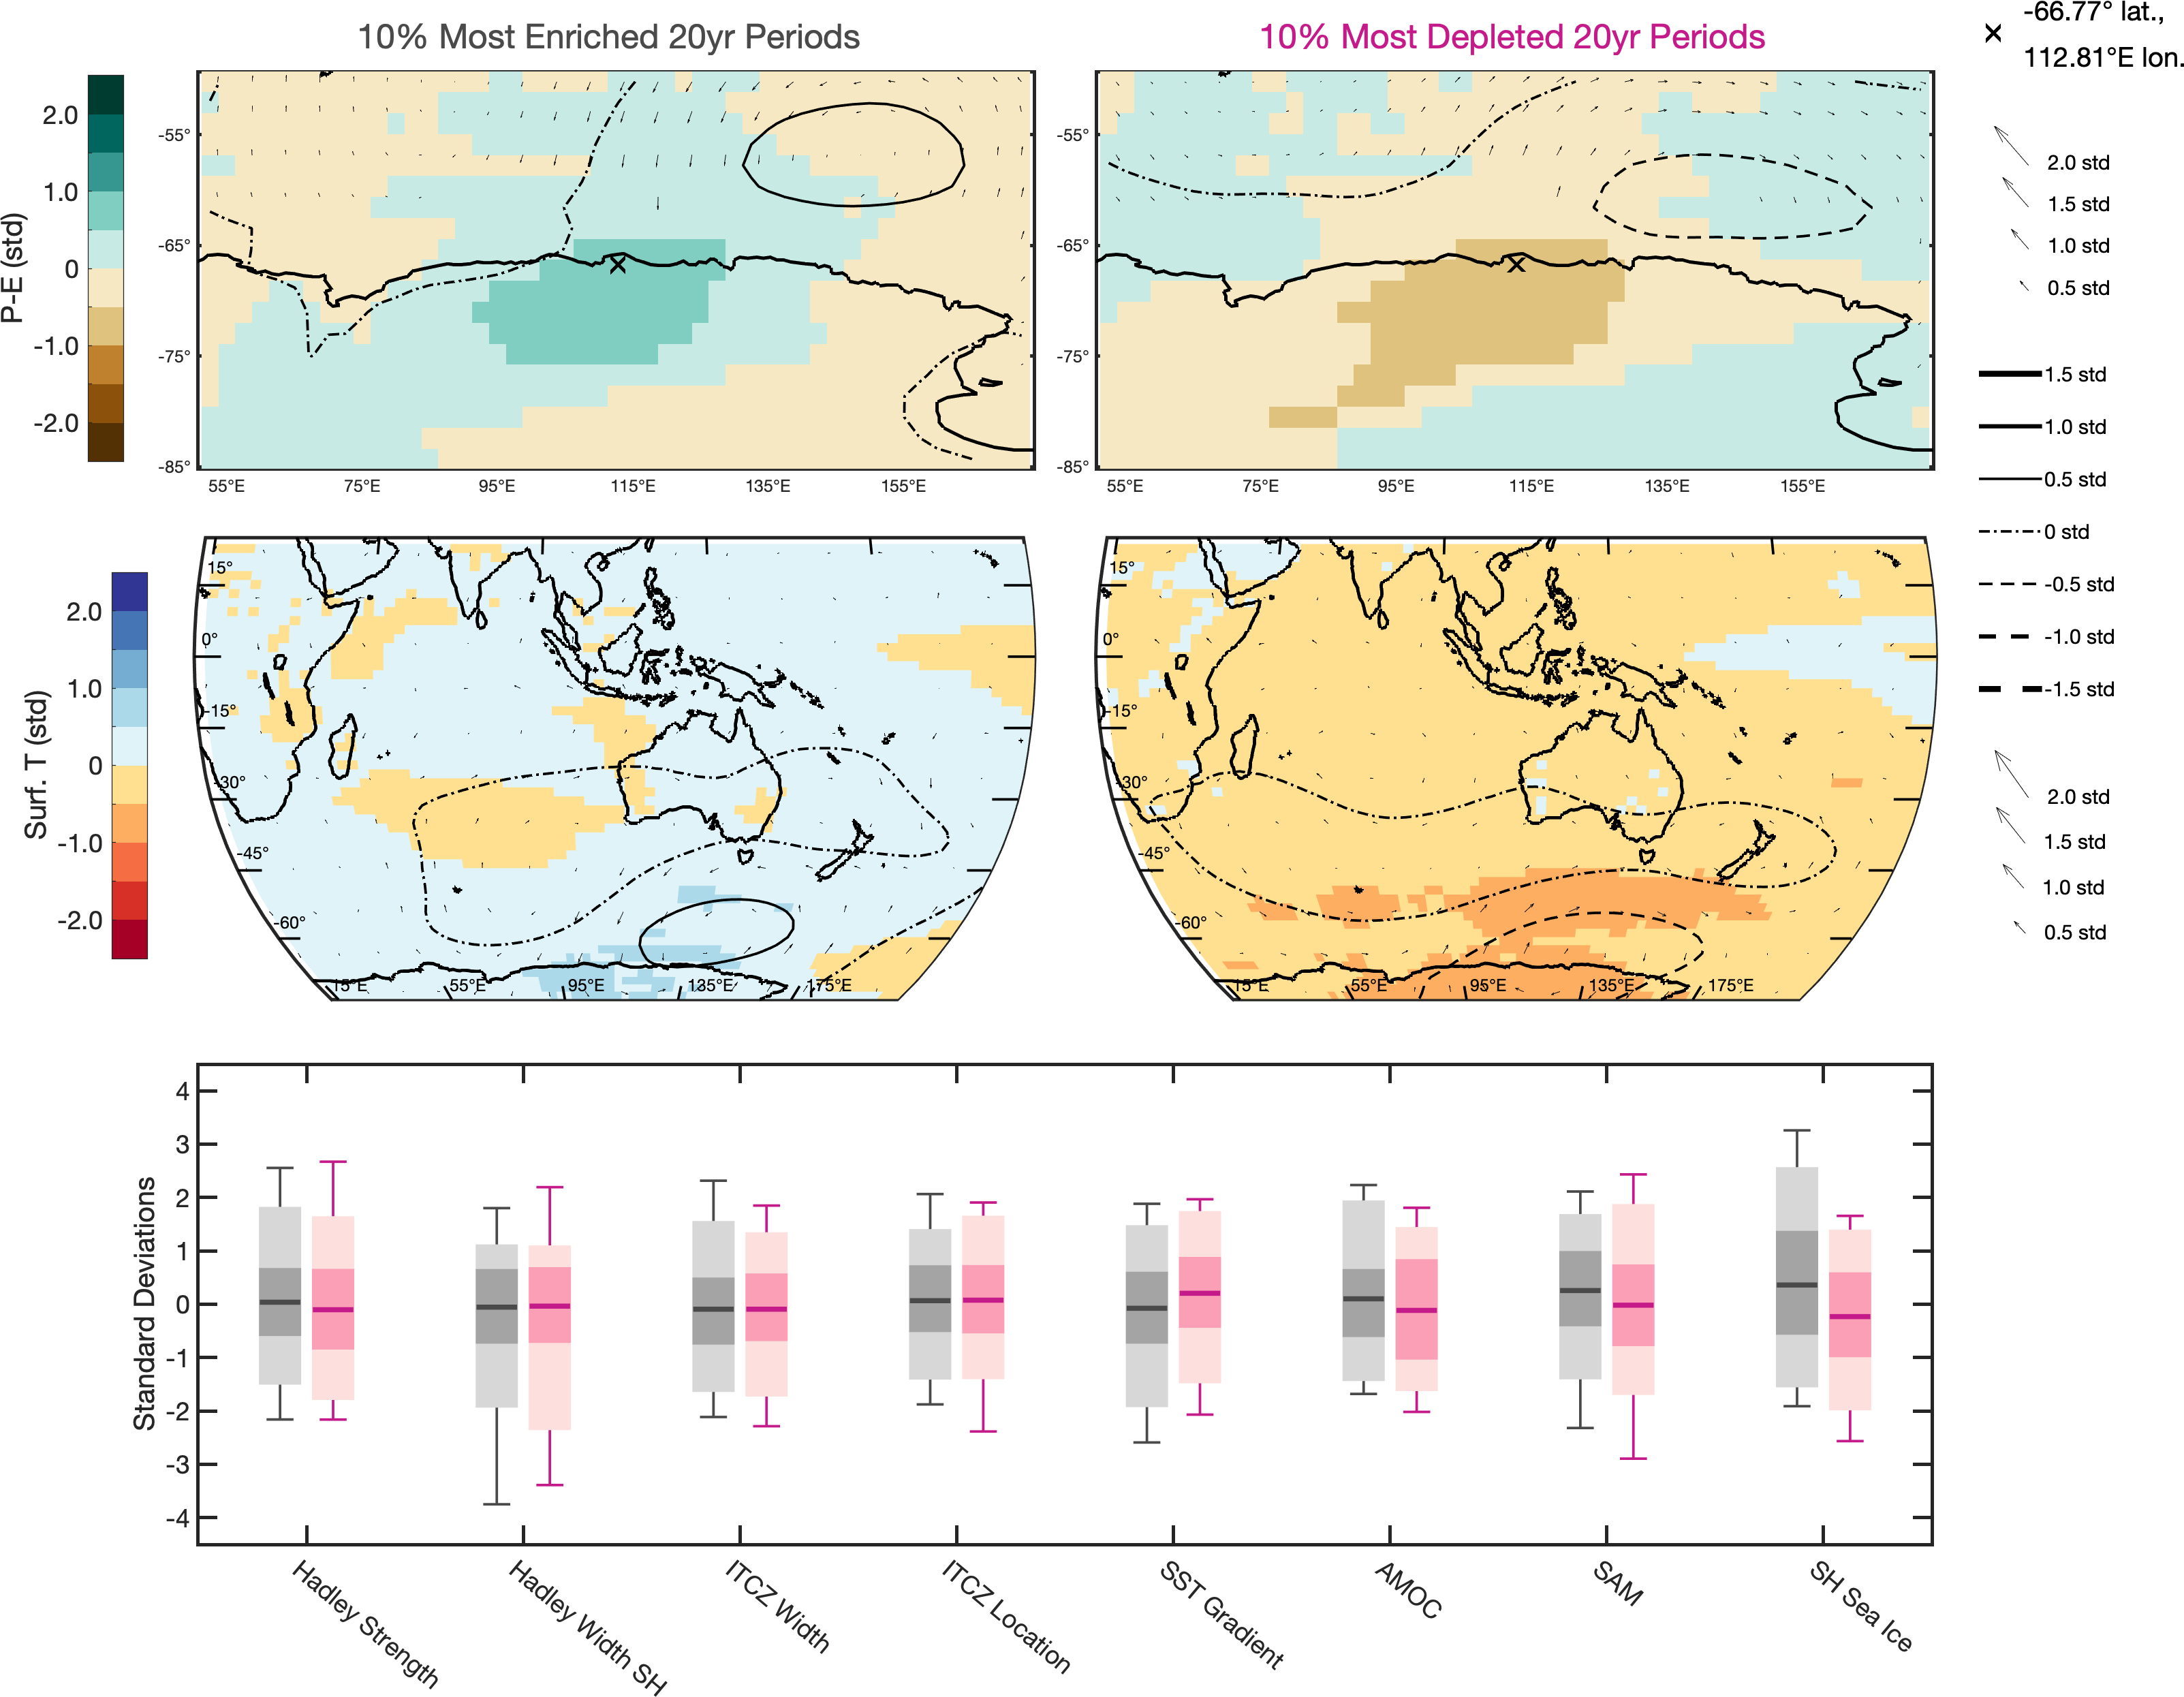 10% Most Enriched 20yr Periods
10% Most Depleted 20yr Periods
-66.77° lat.,
112.81°E lon.
P-E (std)
2.0
1.0
0
-1.0
-2.0
-55°
-65°
-75°
-85°
55°E
75°E
95°E
115°E
135°E
155°E
-55°
-65°
-75°
-85°
55°E
75°E
95°E
115°E
135°E
155°E
2.0 std
1.5 std
1.0 std
0.5 std
1.5 std
1.0 std
0.5 std
0 std
-0.5 std
-1.0 std
-1.5 std
2.0 std
1.5 std
1.0 std
0.5 std
Surf. T (std)
2.0
1.0
0
-1.0
-2.0
15°
0°
-15°
-30°
-45°
-60°
15°E
55°E
95°E
135°E
175°E
15°
0°
-15°
-30°
-45°
-60°
15°E
55°E
95°E
135°E
175°E
Standard Deviations
4
3
2
1
0
-1
-2
-3
-4
Hadley Strength
Hadley Width SH
ITCZ Width
ITCZ Location
SST Gradient
AMOC
SAM
SH Sea Ice